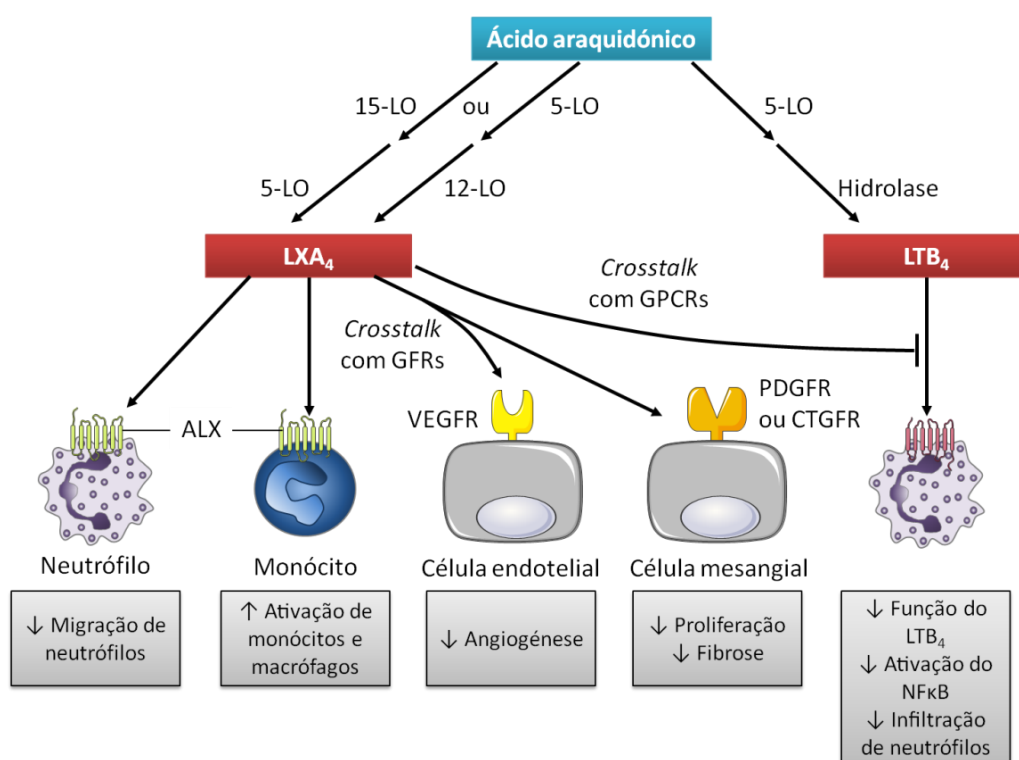 Ácido araquidónico
15-LO
ou
5-LO
5-LO
5-LO
12-LO
Hidrolase
LXA₄
LTB₄
Crosstalk
com GPCRs
Crosstalk
com GFRs
VEGFR
PDGFR
ou CTGFR
ALX
Neutrófilo
Monócito
Célula endotelial
Célula mesangial
↓ Migração de
neutrófilos
↑ Ativação de
monócitos e
macrófagos
↓ Angiogénese
↓ Proliferação
↓ Fibrose
↓ Função do
LTB₄
↓ Ativação do
NFκB
↓ Infiltração
de neutrófilos